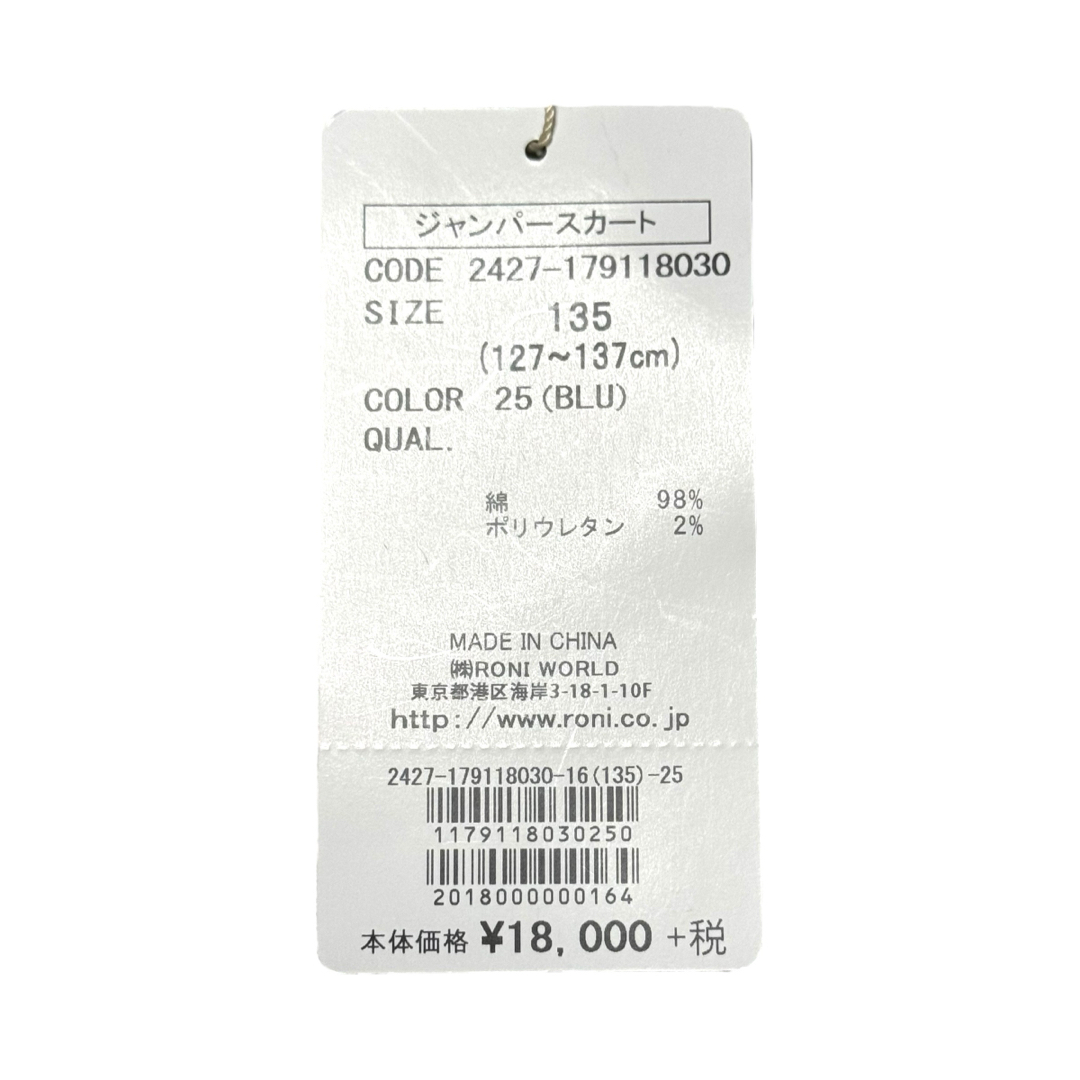 ジャンパースカート
CODE 2427-179118030
SIZE 135
(127~137cm)
COLOR 25(BLU)
QUAL.
綿 98%
ポリウレタン 2%
MADE IN CHINA
㈱RONI WORLD
東京都港区海岸3-18-1-10F
http://www.roni.co.jp
2427-179118030-16(135)-25
1179118030250
2018000000164
本体価格 ¥18,000 +税